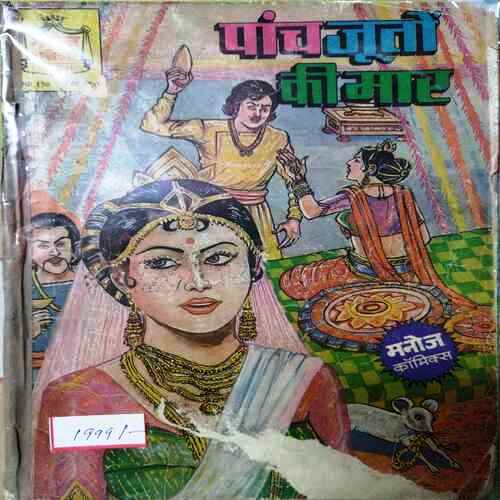 पांच जूतों
की मार
मनोज
कॉमिक्स
1999/-